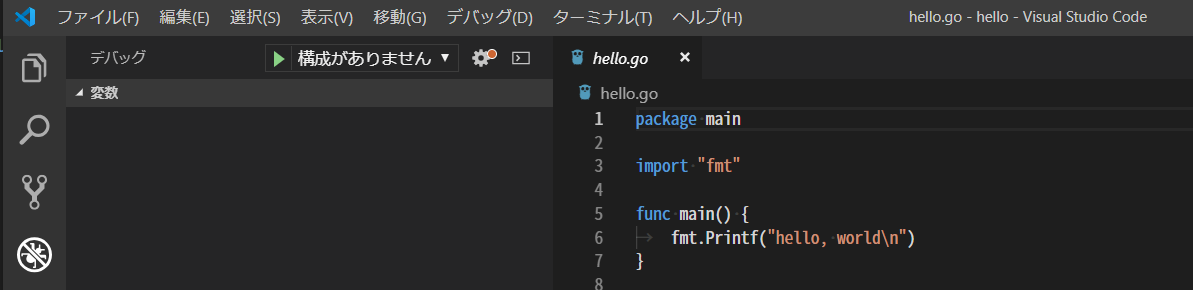 ファイル(F) 編集(E) 選択(S) 表示(V) 移動(G) デバッグ(D) ターミナル(T) ヘルプ(H) hello.go - hello - Visual Studio Code
デバッグ 構成がありません
変数
hello.go
hello.go
1 package main
2
3 import "fmt"
4
5 func main() {
6 fmt.Printf("hello, world\n")
7 }
8